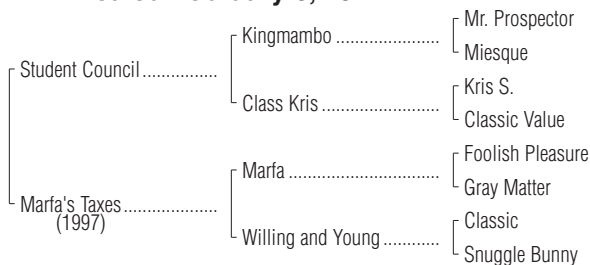 Mr. Prospector
Kingmambo ....................
Miesque
Student Council...............
Kris S.
Class Kris .......................
Classic Value
Foolish Pleasure
Marfa ..............................
Gray Matter
Marfa's Taxes...................
(1997)
Classic
Willing and Young ............
Snuggle Bunny